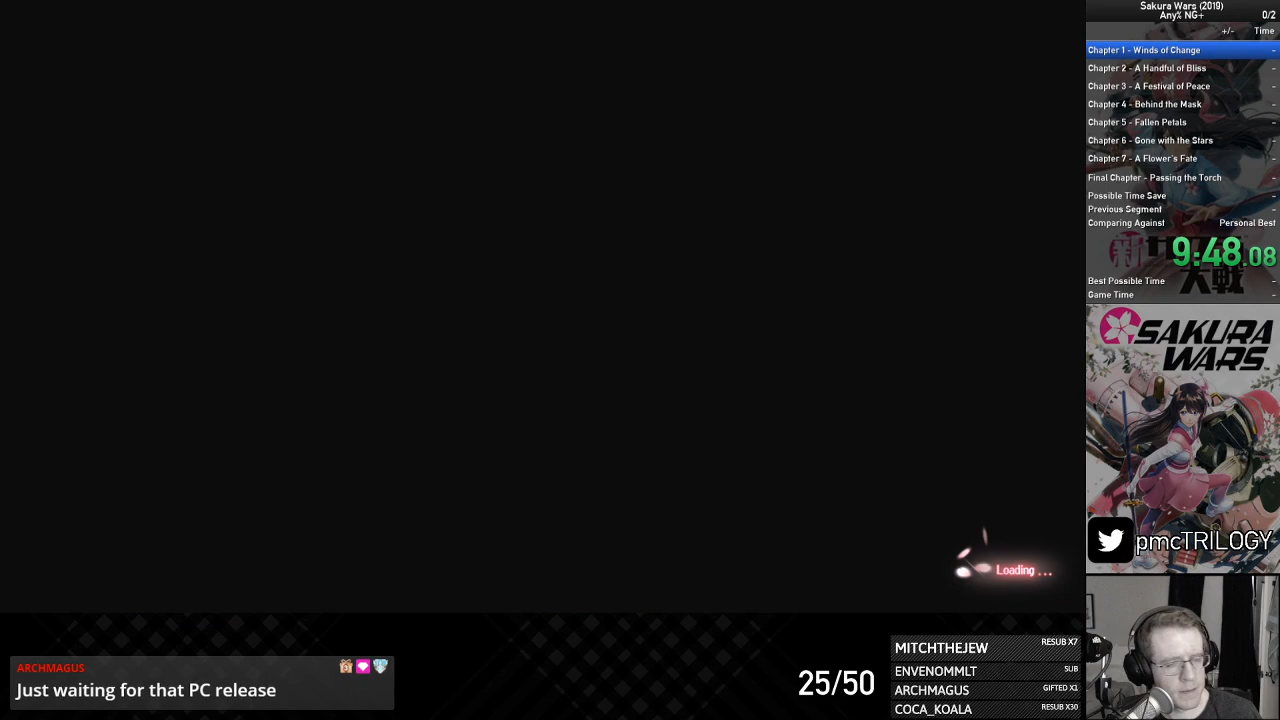 Sakura Wars (2019)
Any% NG+ 0/2
+/- Time
Chapter 1 - Winds of Change -
Chapter 2 - A Handful of Bliss -
Chapter 3 - A Festival of Peace -
Chapter 4 - Behind the Mask -
Chapter 5 - Fallen Petals -
Chapter 6 - Gone with the Stars -
Chapter 7 - A Flower's Fate -
Final Chapter - Passing the Torch -
Possible Time Save -
Previous Segment -
Comparing Against Personal Best
9:48.08
Best Possible Time -
Game Time -
SAKURA
WARS
pmcTRILOGY
Loading ...
ARCHMAGUS
Just waiting for that PC release
25/50
MITCHTHEJEW RESUB X7
ENVENOMMLT SUB
ARCHMAGUS GIFTED X1
COCA_KOALA RESUB X30